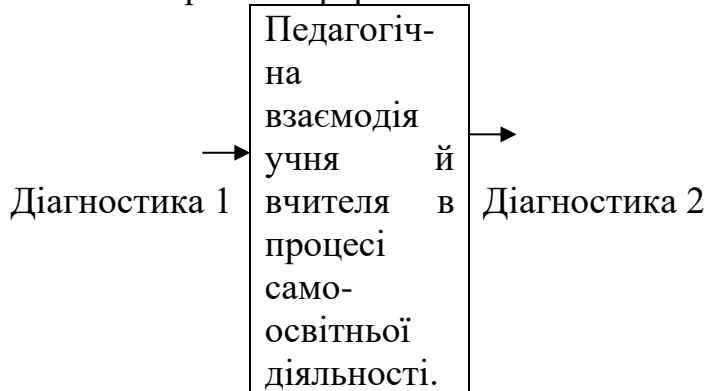 Педагогіч-
на
взаємодія
учня й
Діагностика 1 вчителя в Діагностика 2
процесі
само-
освітньої
діяльності.